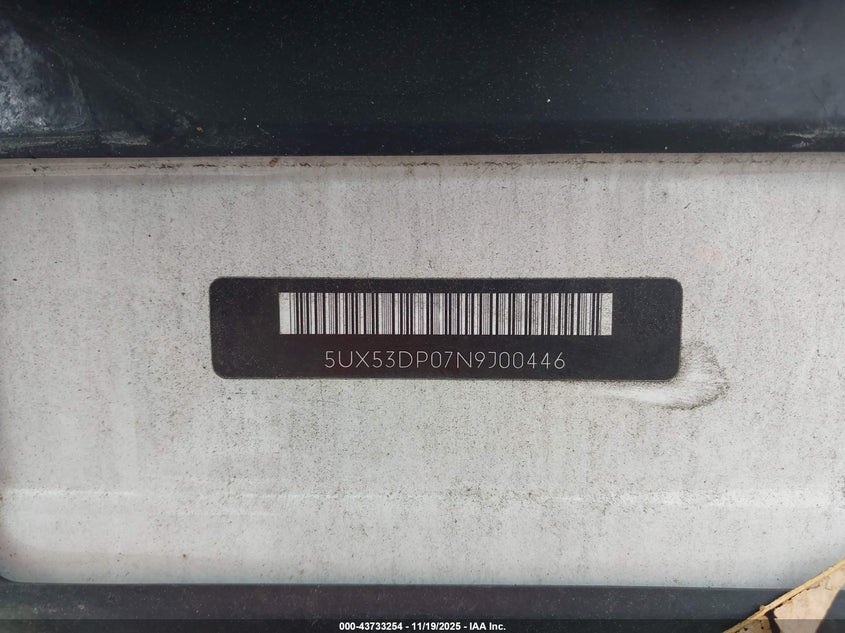 5UX53DP07N9J00446
000-43733254 - 11/19/2025 - IAA Inc.